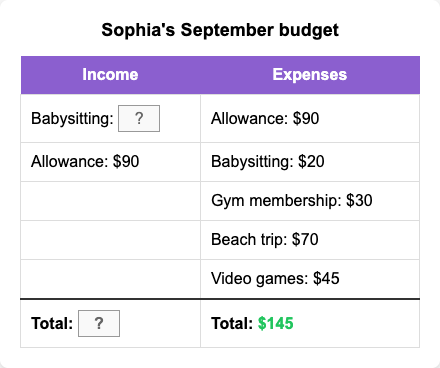 Sophia's September budget
Income Expenses
Babysitting: ? Allowance: $90
Allowance: $90 Babysitting: $20
Gym membership: $30
Beach trip: $70
Video games: $45
Total: ? Total: $145